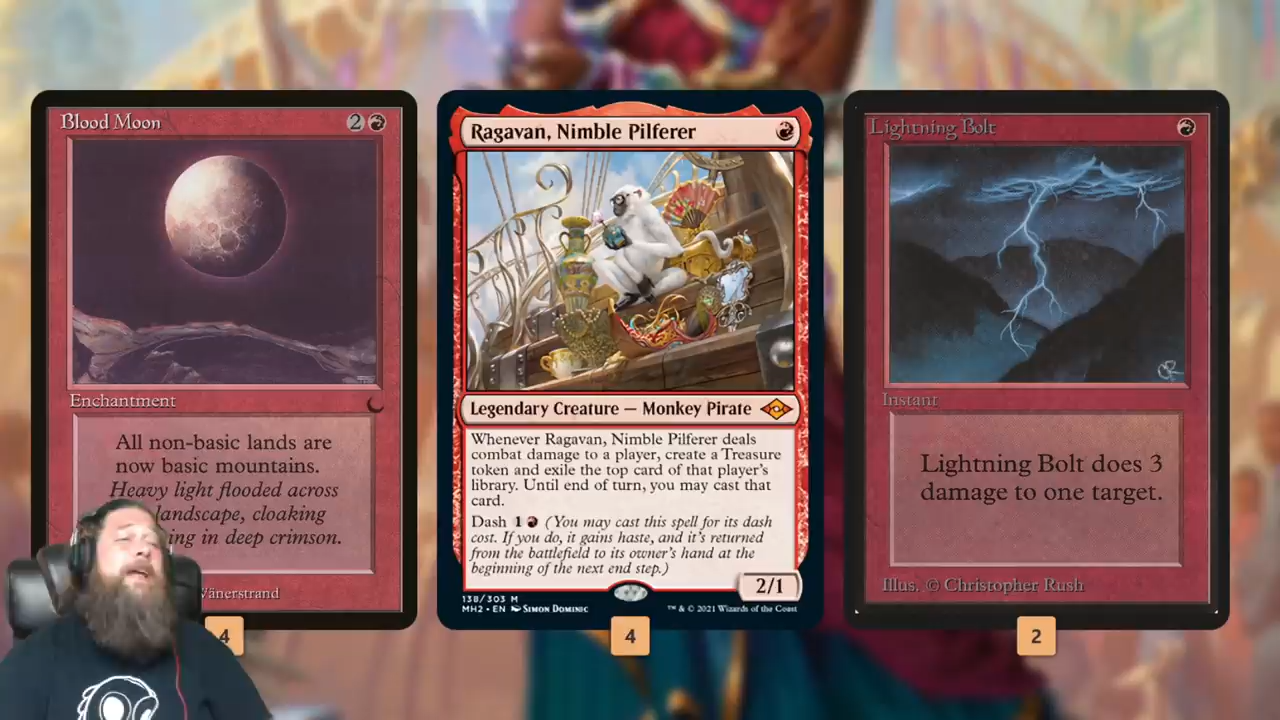 Blood Moon 2
Enchantment
All non-basic lands are
now basic mountains.
Heavy light flooded across
landscape, cloaking
in deep crimson.
Vänerstrand
4
Ragavan, Nimble Pilferer
Legendary Creature — Monkey Pirate
Whenever Ragavan, Nimble Pilferer deals
combat damage to a player, create a Treasure
token and exile the top card of that player's
library. Until end of turn, you may cast that
card.
Dash 1 (You may cast this spell for its dash
cost. If you do, it gains haste, and it's returned
from the battlefield to its owner's hand at the
beginning of the next end step.)
2/1
138/303 M
MH2 • EN Simon Dominic
™ & © 2021 Wizards of the Coast
4
Lightning Bolt
Instant
Lightning Bolt does 3
damage to one target.
Illus. © Christopher Rush
2